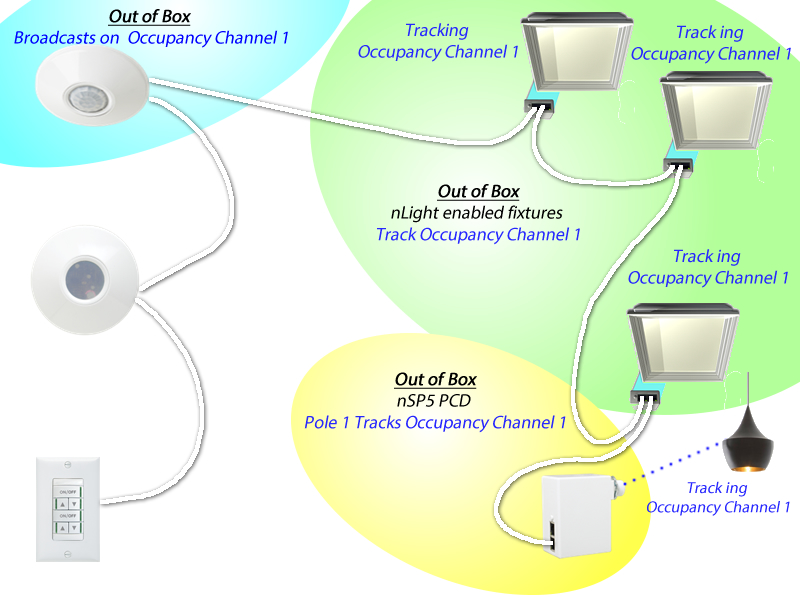 Out of Box
Broadcasts on Occupancy Channel 1
Tracking
Occupancy Channel 1
Track ing
Occupancy Channel 1
Out of Box
nLight enabled fixtures
Track Occupancy Channel 1
Track ing
Occupancy Channel 1
Out of Box
nSP5 PCD
Pole 1 Tracks Occupancy Channel 1
Track ing
Occupancy Channel 1
ON/OFF
ON/OFF